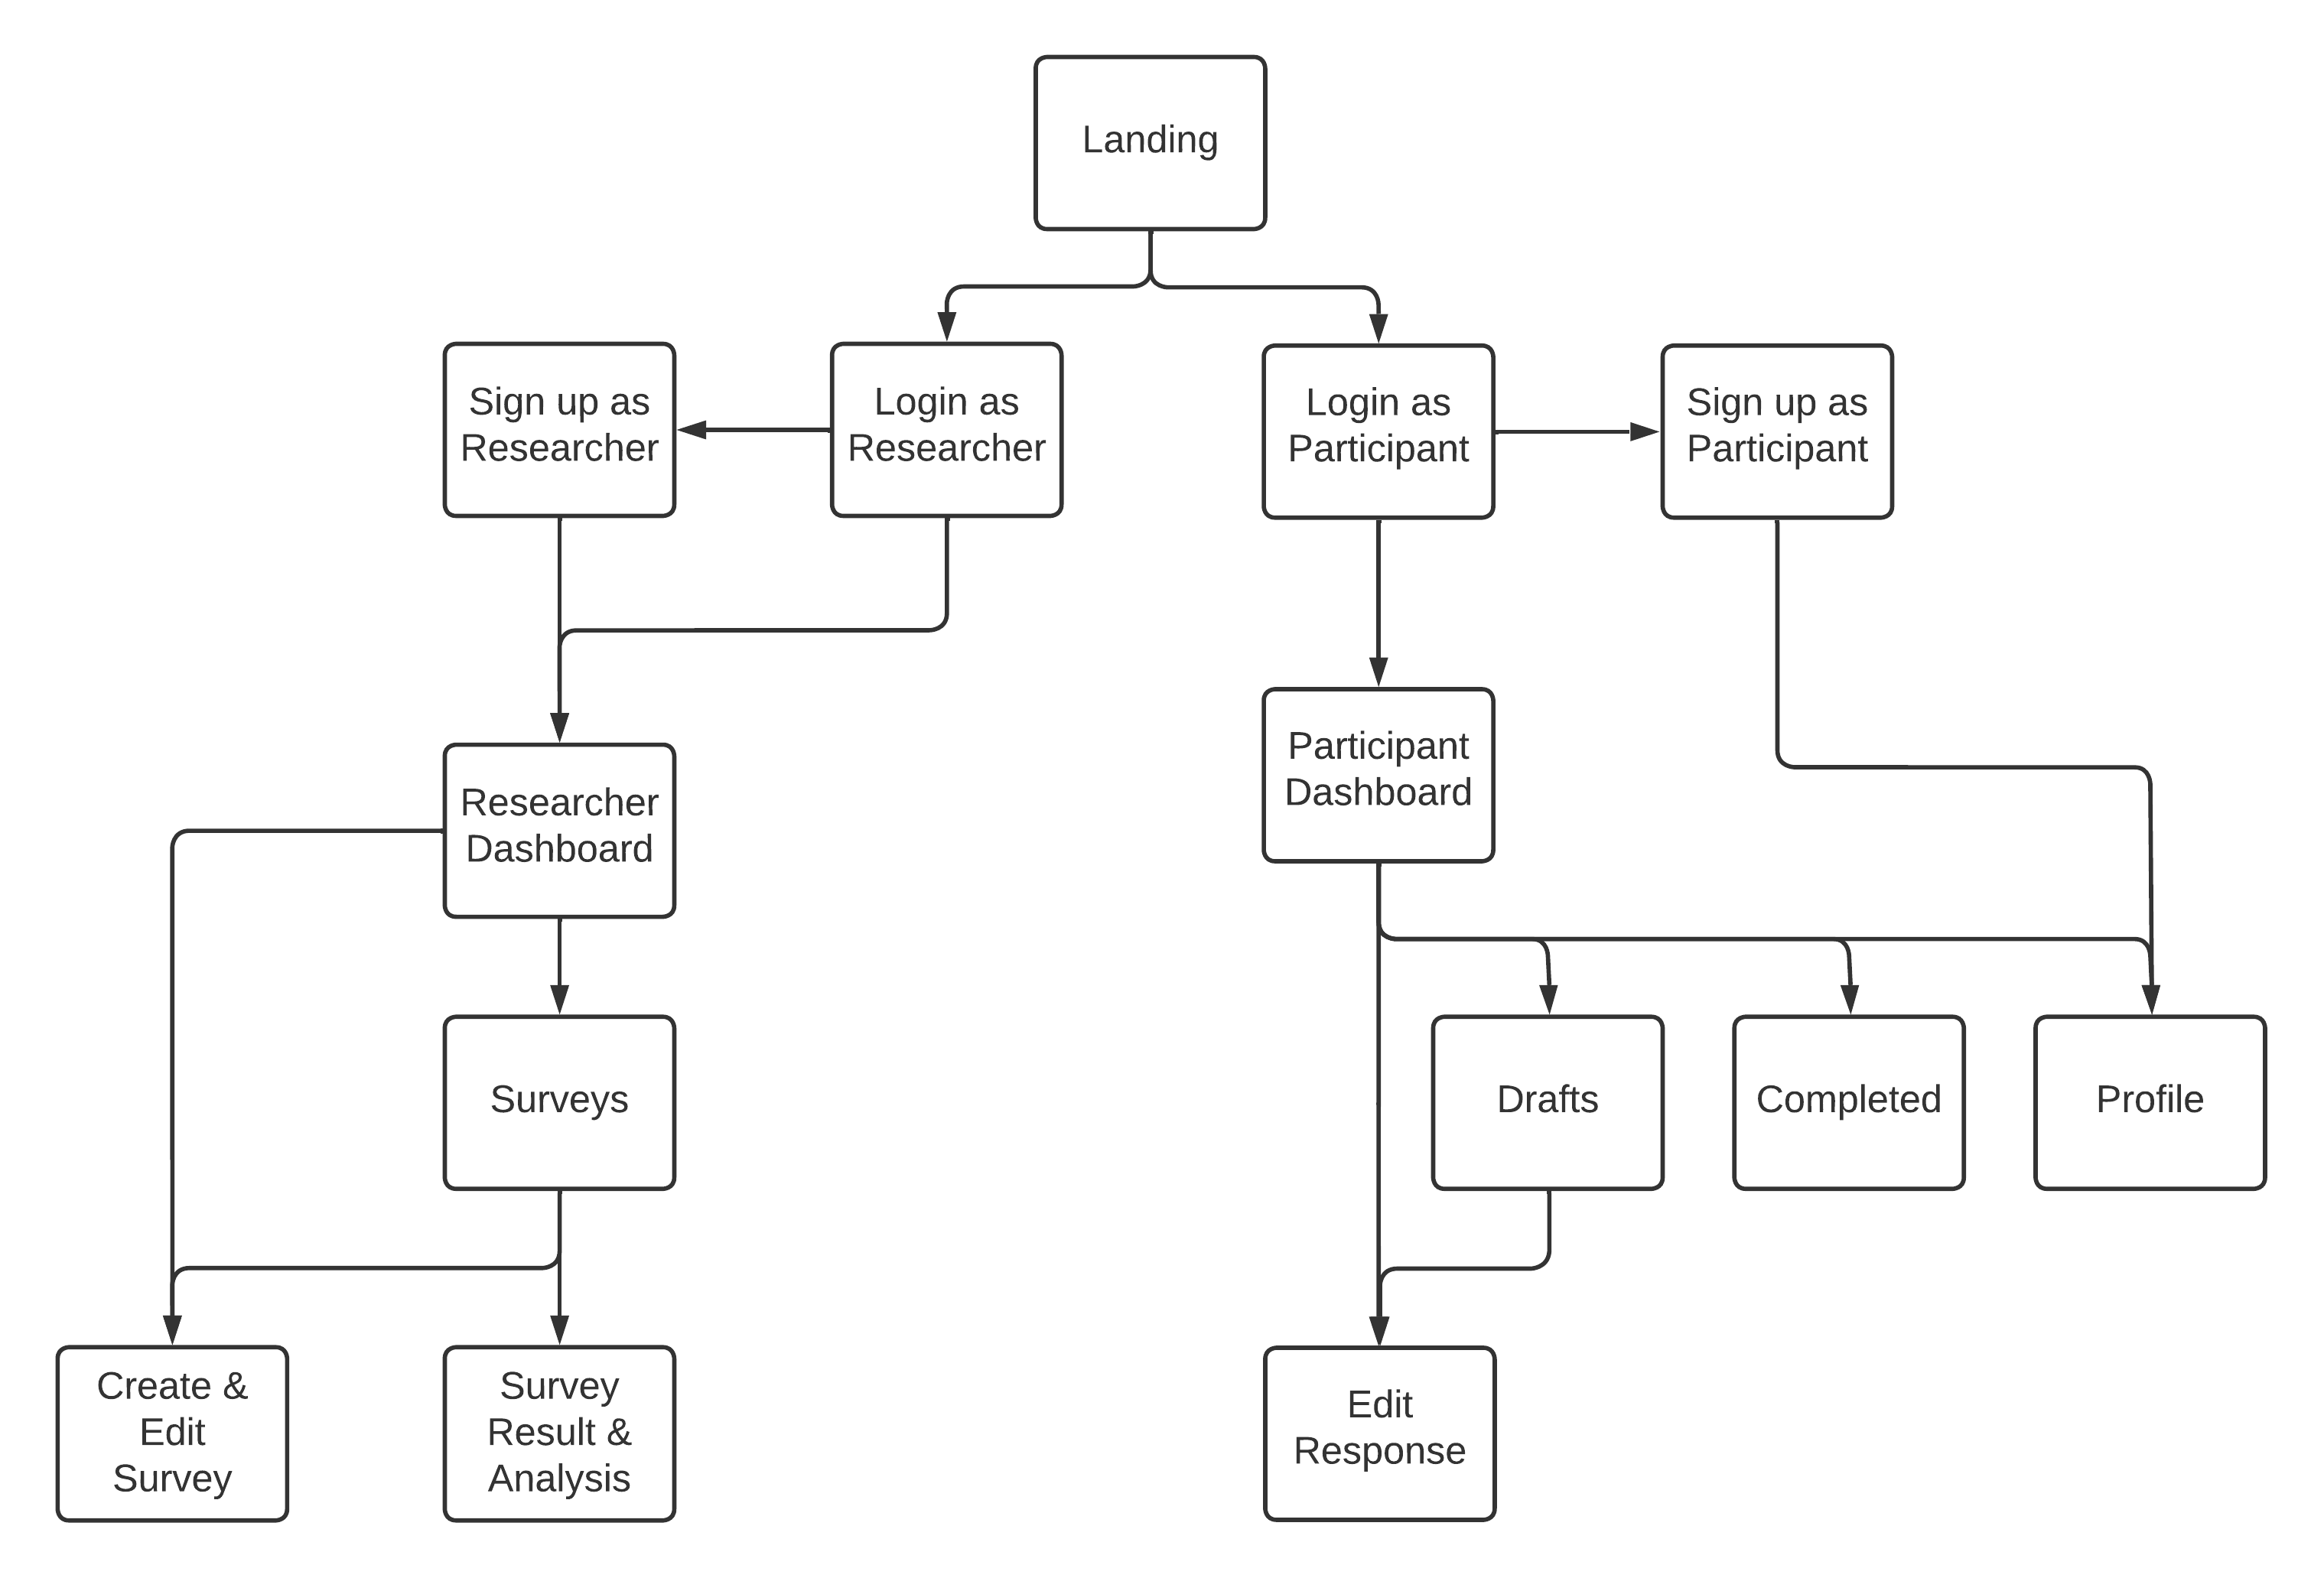 Landing
Sign up as
Researcher
Login as
Researcher
Login as
Participant
Sign up as
Participant
Participant
Dashboard
Researcher
Dashboard
Surveys
Drafts
Completed
Profile
Create &
Edit
Survey
Survey
Result &
Analysis
Edit
Response